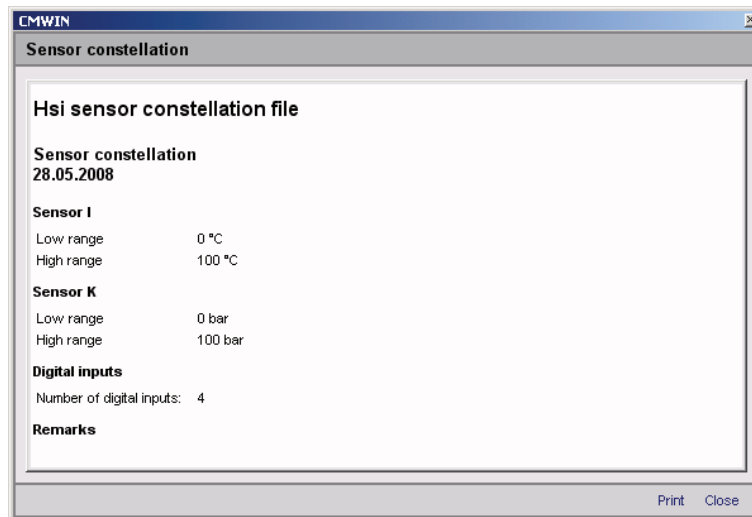 CMWIN
Sensor constellation
Hsi sensor constellation file
Sensor constellation
28.05.2008
Sensor I
Low range 0 °C
High range 100 °C
Sensor K
Low range 0 bar
High range 100 bar
Digital inputs
Number of digital inputs: 4
Remarks
Print Close